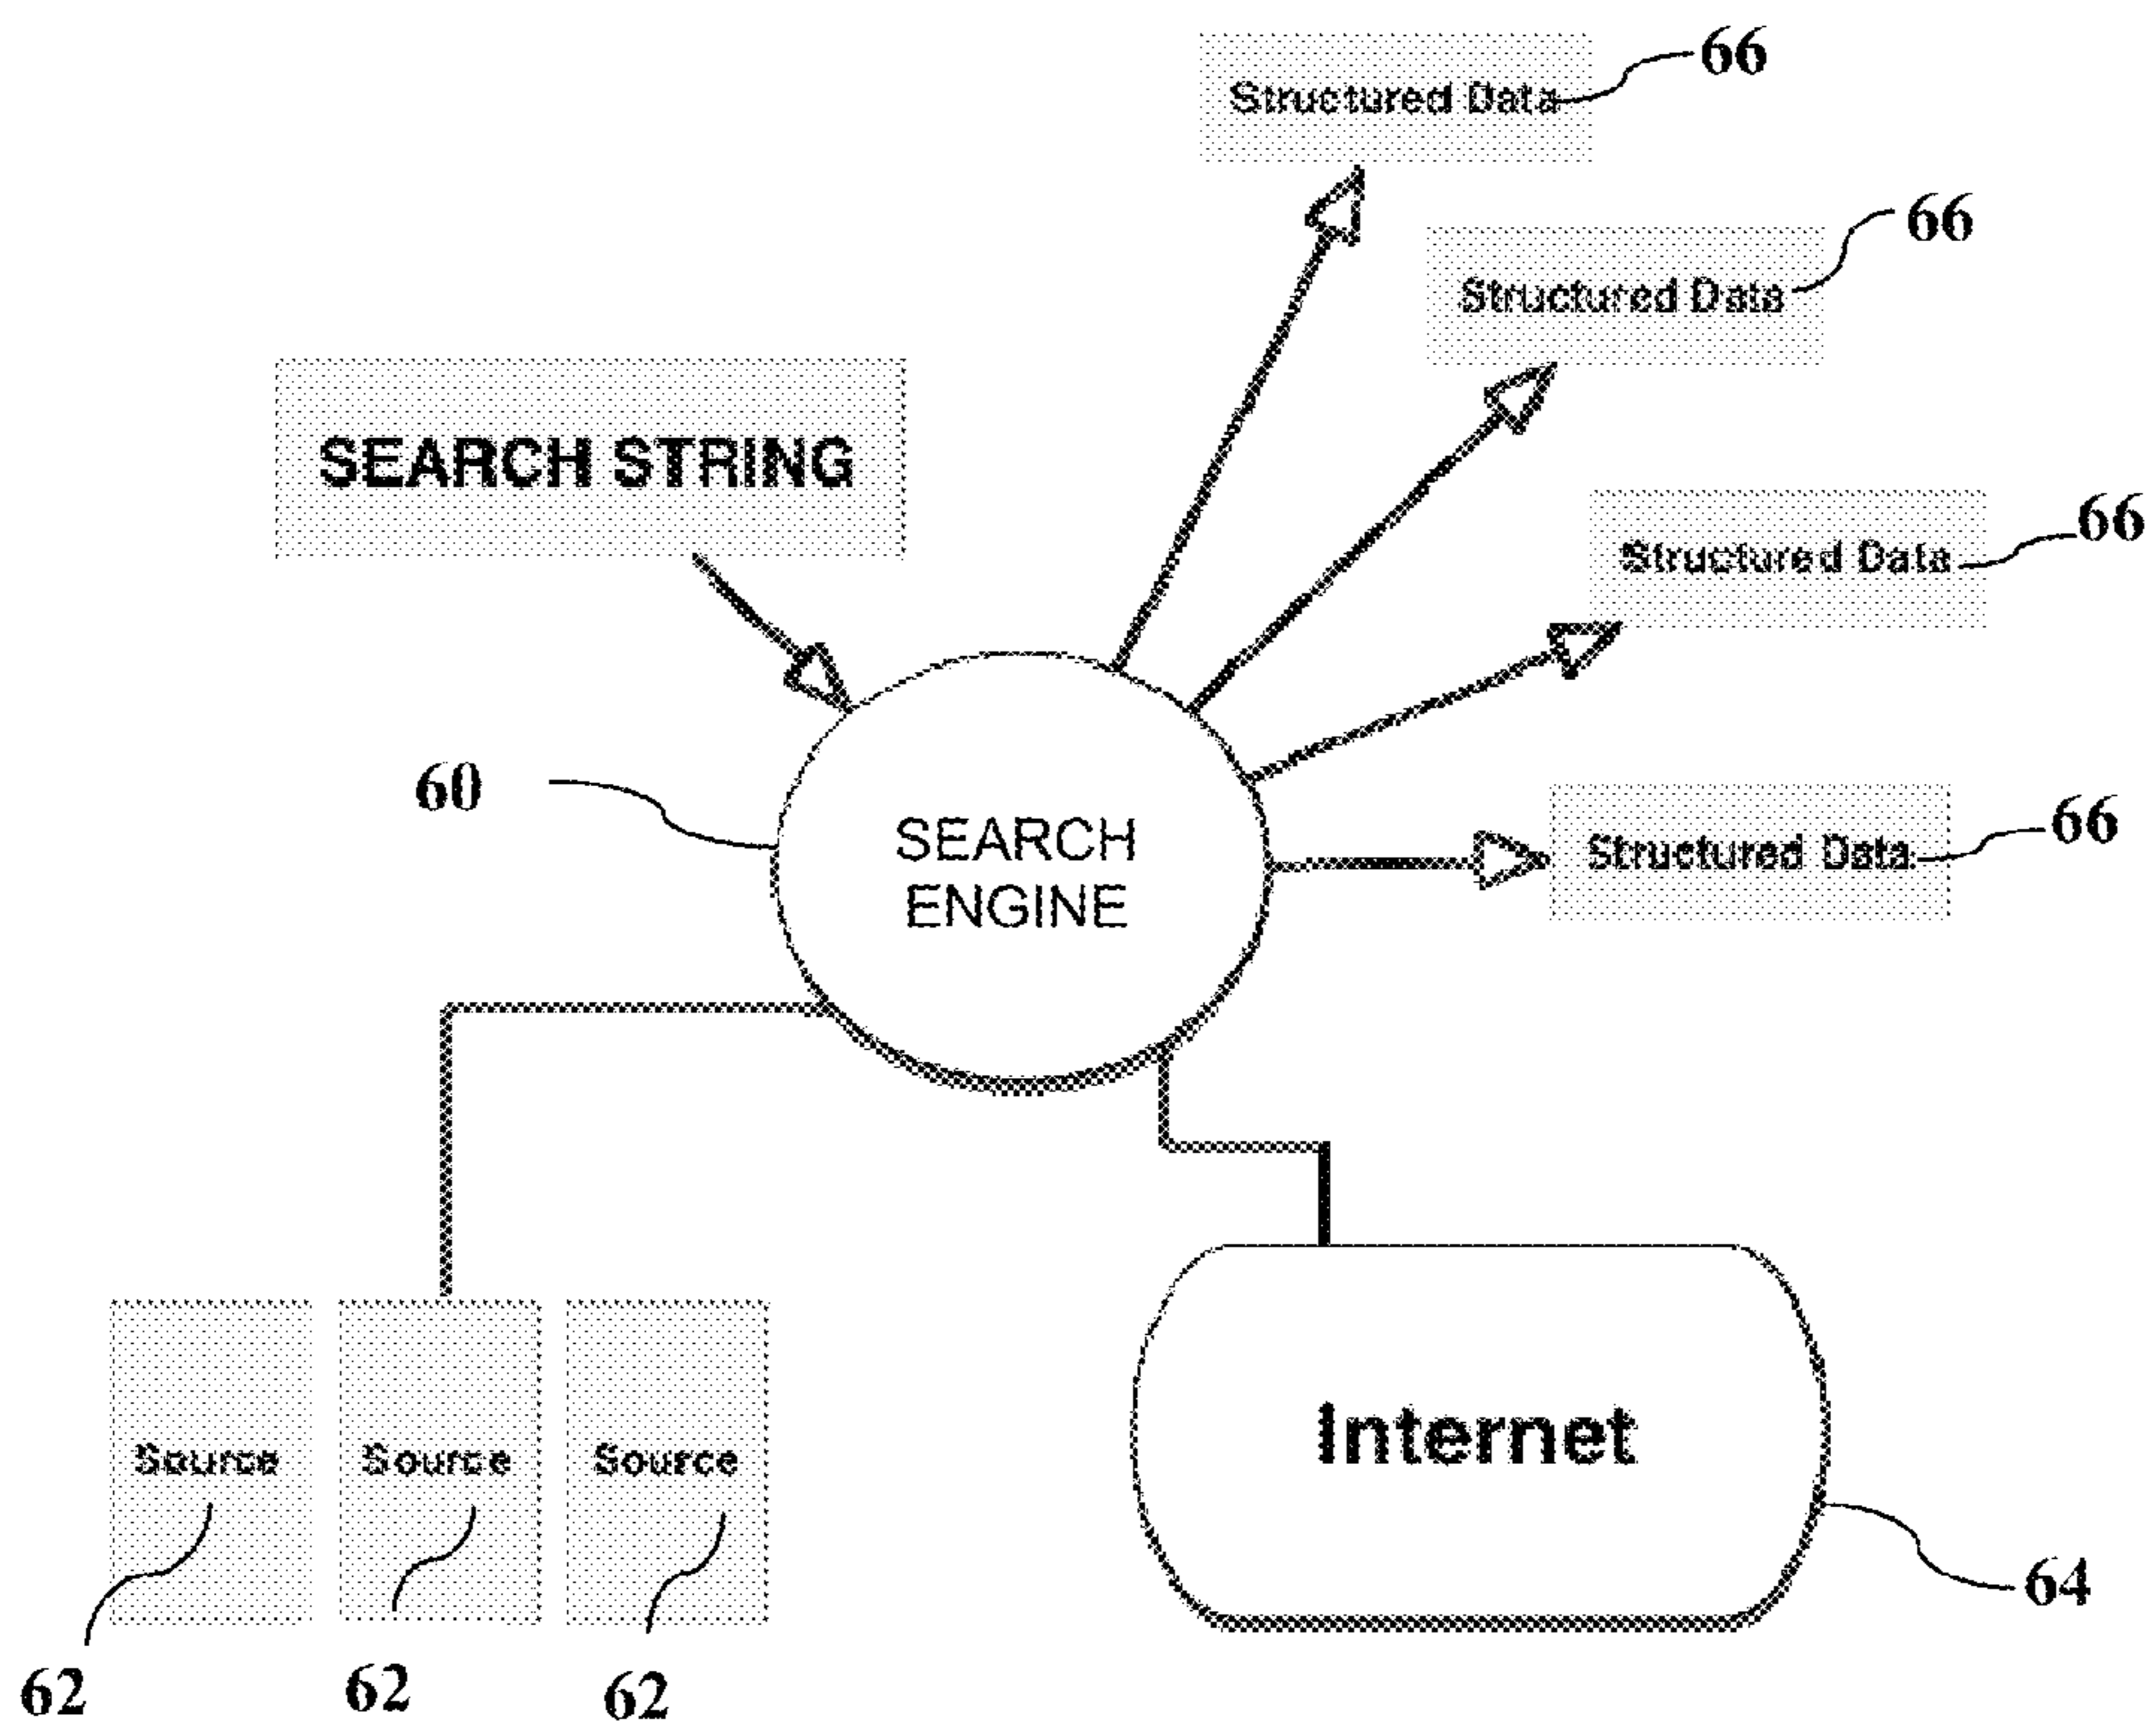 66
Structured Data
66
Structured Data
SEARCH STRING
66
Structured Data
60
SEARCH
ENGINE
66
Structured Data
Source
Source
Source
Internet
64
62
62
62